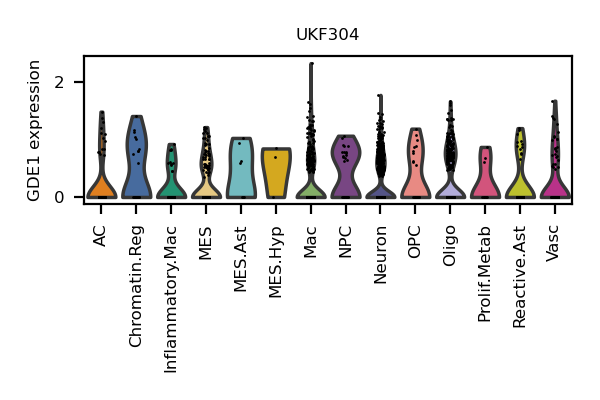 UKF304
GDE1 expression
2
0
AC
Chromatin.Reg
Inflammatory.Mac
MES
MES.Ast
MES.Hyp
Mac
NPC
Neuron
OPC
Oligo
Prolif.Metab
Reactive.Ast
Vasc